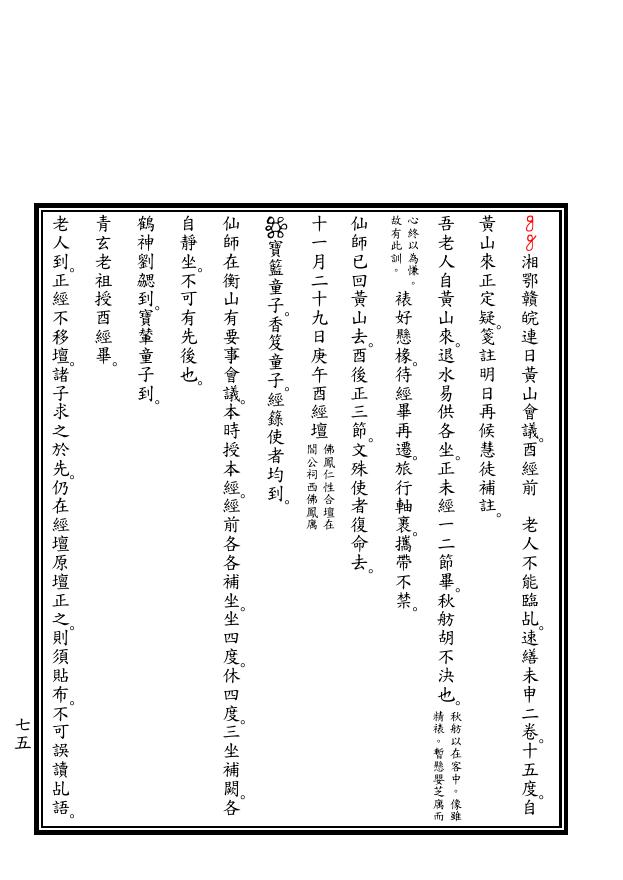 湘鄂贛皖連日黃山會議。酉經前　老人不能臨乩。速繕未申二卷。十五度。自
黃山來正定疑。箋註明日再候慧徒補註。
吾老人自黃山來。退水易供各坐。正未經一二節畢。秋舫胡不決也。
秋舫以在客中。像雖
精裱。暫懸嬰芝廎而
心終以為慊。
故有此訓。
裱好懸椽。待經畢再遷。旅行軸裹。攜帶不禁。
仙師已回黃山去。酉後正三節。文殊使者復命去。
十一月二十九日庚午酉經壇
佛鳳仁性合壇在
閻公祠西佛鳳廎
寶籃童子。香笈童子。經籙使者均到。
仙師在衡山有要事會議。本時授本經。經前各各補坐。坐四度。休四度。三坐補闕。各
自靜坐。不可有先後也。
鶴神劉勰到。寶輦童子到。
青玄老祖授酉經畢。
老人到。正經不移壇。諸子求之於先。仍在經壇原壇正之。則須貼布。不可誤讀乩語。
七五